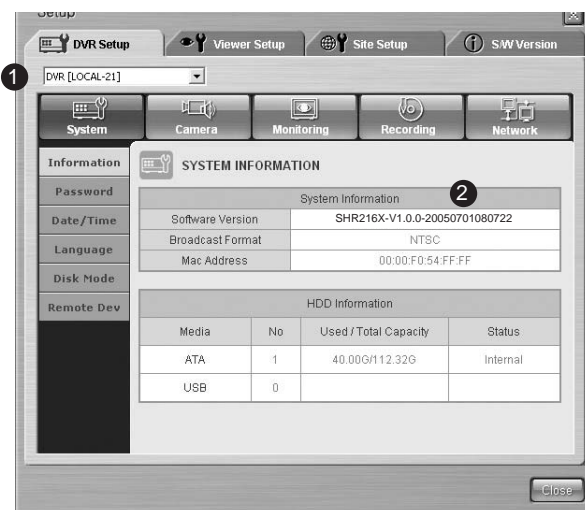 Setup
DVR Setup Viewer Setup Site Setup S/W Version
1 DVR [LOCAL-21]
System Camera Monitoring Recording Network
Information
Password
Date/Time
Language
Disk Mode
Remote Dev
SYSTEM INFORMATION
System Information 2
Software Version SHR216X-V1.0.0-20050701080722
Broadcast Format NTSC
Mac Address 00:00:F0:54:FF:FF
HDD Information
Media No Used / Total Capacity Status
ATA 1 40.00G/112.32G Internal
USB 0
Close